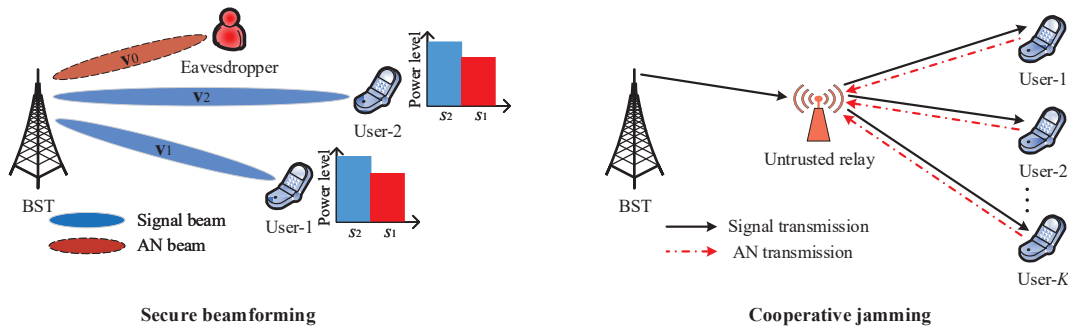 v0
Eavesdropper
v2
User-2
Power level
s2
s1
v1
User-1
Power level
s2
s1
BST
Signal beam
AN beam
Secure beamforming
User-1
User-2
Untrusted relay
BST
User-K
Signal transmission
AN transmission
Cooperative jamming